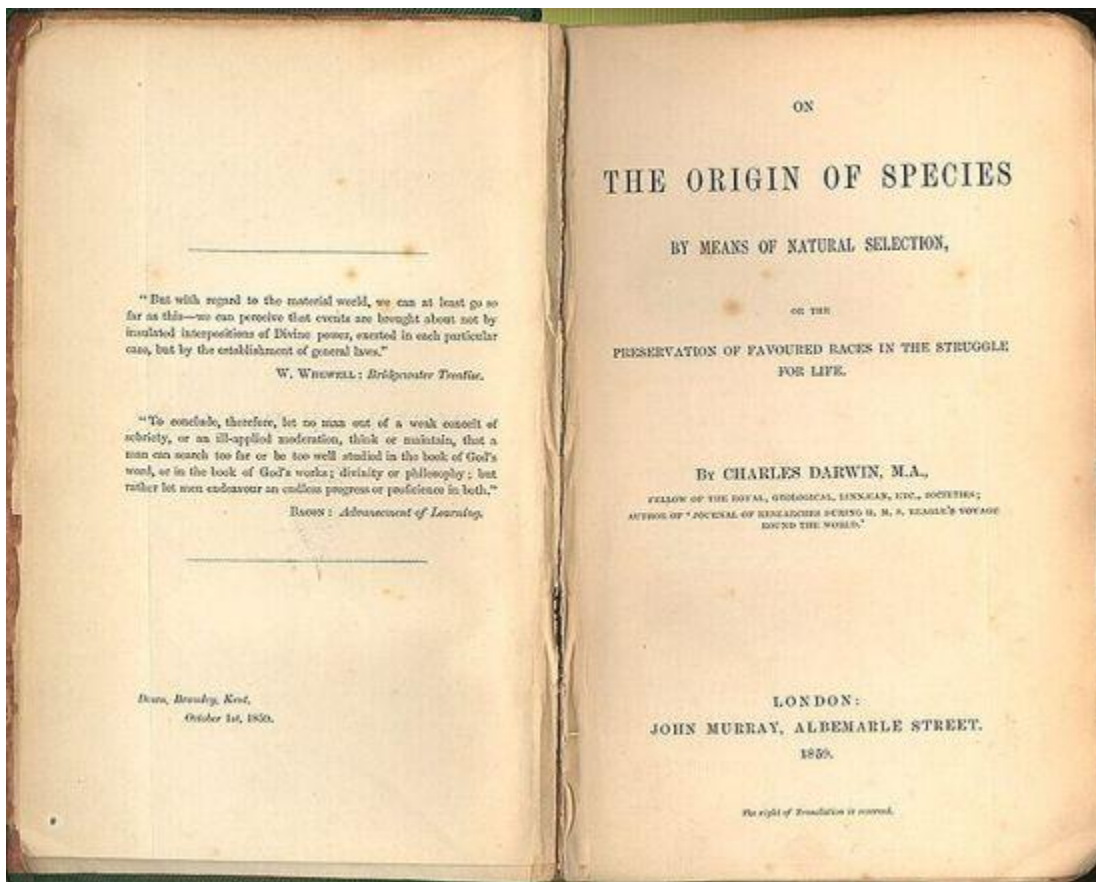 "But with regard to the material world, we can at least go so
far as this—we can perceive that events are brought about not by
insulated interpositions of Divine power, exerted in each particular
case, but by the establishment of general laws."
W. WHEWELL: Bridgewater Treatise.
"To conclude, therefore, let no man out of a weak conceit of
sobriety, or an ill-applied moderation, think or maintain, that a
man can search too far or be too well studied in the book of God's
word, or in the book of God's works; divinity or philosophy; but
rather let men endeavour an endless progress or proficience in both."
BACON: Advancement of Learning.
Down, Bromley, Kent,
October 1st, 1859.
ON
THE ORIGIN OF SPECIES
BY MEANS OF NATURAL SELECTION,
OR THE
PRESERVATION OF FAVOURED RACES IN THE STRUGGLE
FOR LIFE.
BY CHARLES DARWIN, M.A.,
FELLOW OF THE ROYAL, GEOLOGICAL, LINNÆAN, ETC., SOCIETIES;
AUTHOR OF 'JOURNAL OF RESEARCHES DURING H. M. S. BEAGLE'S VOYAGE
ROUND THE WORLD.'
LONDON:
JOHN MURRAY, ALBEMARLE STREET.
1859.
The right of Translation is reserved.